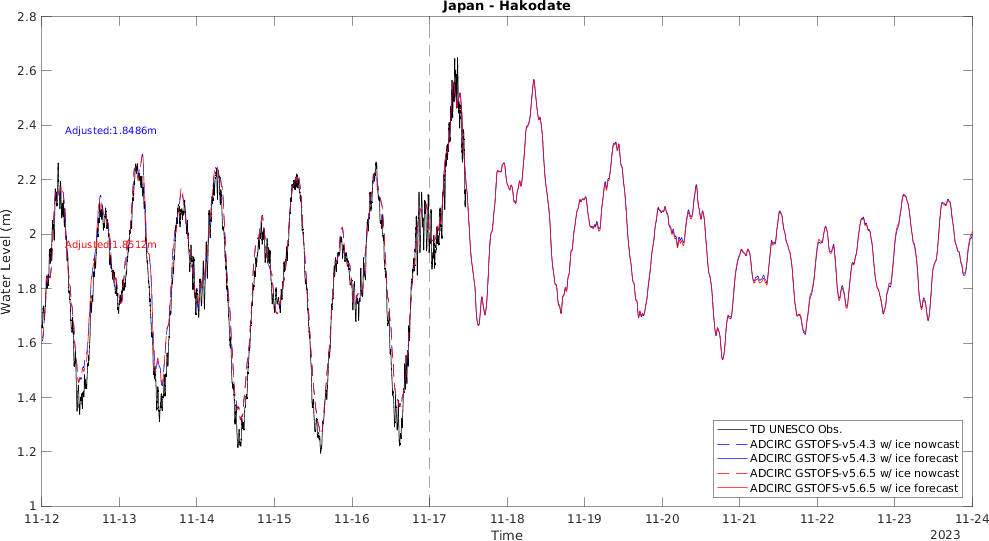 Japan - Hakodate
2.8
2.6
2.4
2.2
2
1.8
1.6
1.4
1.2
1
Water Level (m)
Adjusted:1.8486m
Adjusted:1.8512m
TD UNESCO Obs.
ADCIRC GSTOFS-v5.4.3 w/ ice nowcast
ADCIRC GSTOFS-v5.4.3 w/ ice forecast
ADCIRC GSTOFS-v5.6.5 w/ ice nowcast
ADCIRC GSTOFS-v5.6.5 w/ ice forecast
11-12 11-13 11-14 11-15 11-16 11-17 11-18 11-19 11-20 11-21 11-22 11-23 11-24
Time
2023